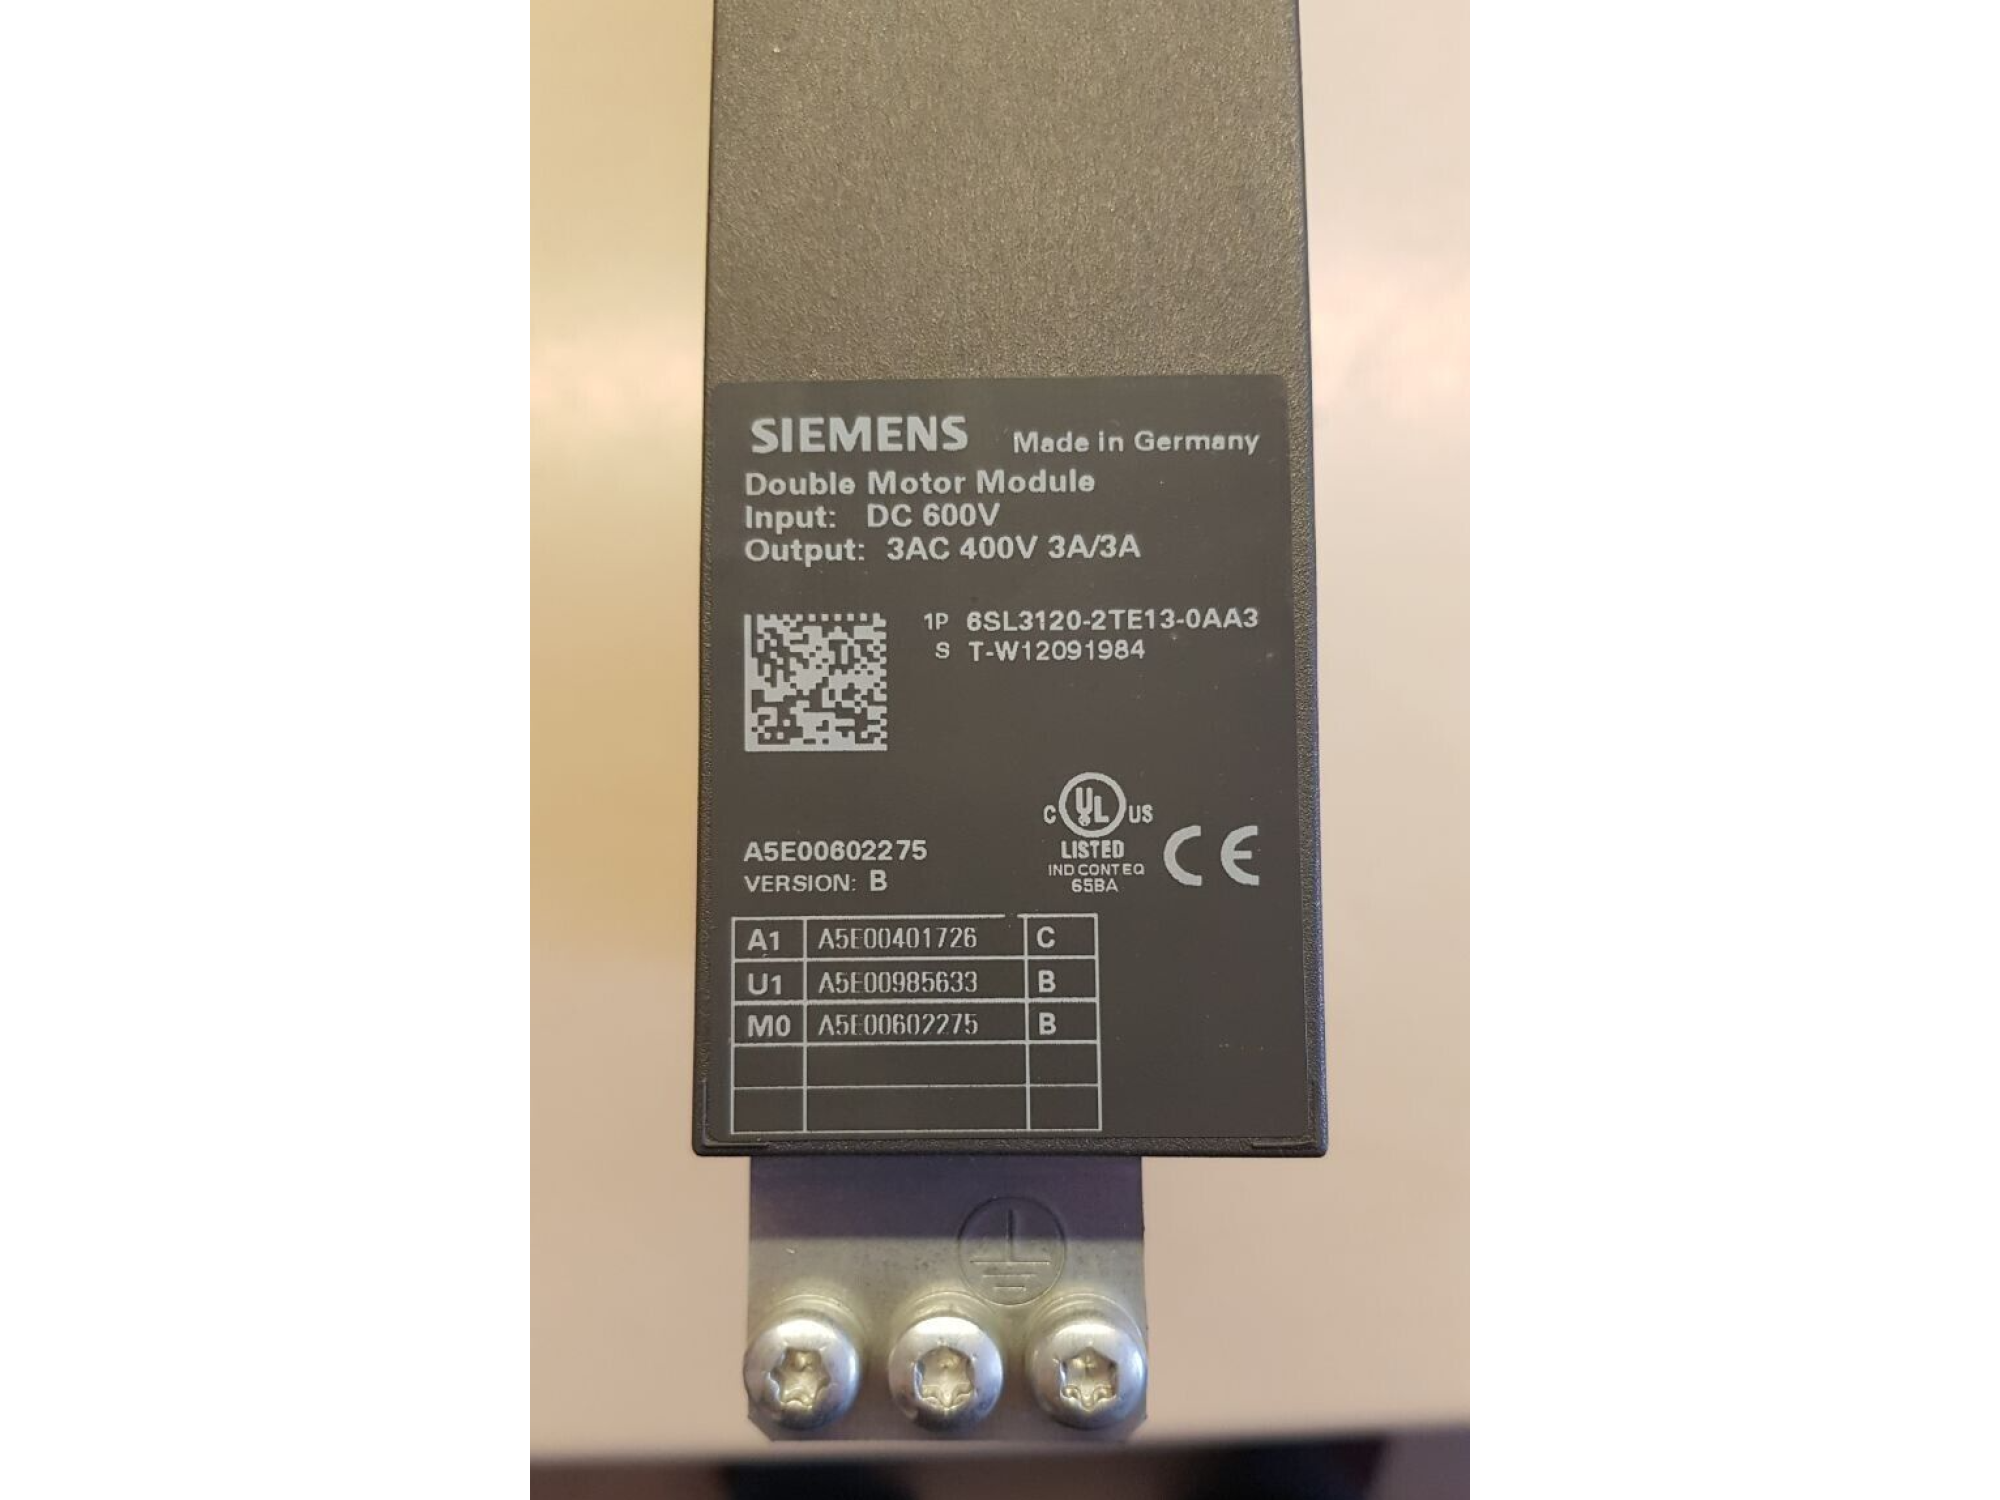 SIEMENS Made in Germany
Double Motor Module
Input: DC 600V
Output: 3AC 400V 3A/3A
1P 6SL3120-2TE13-0AA3
S T-W12091984
C UL US
LISTED
IND CONT EQ
65BA
CE
A5E00602275
VERSION: B
A1 A5E00401726 C
U1 A5E00985633 B
M0 A5E00602275 B